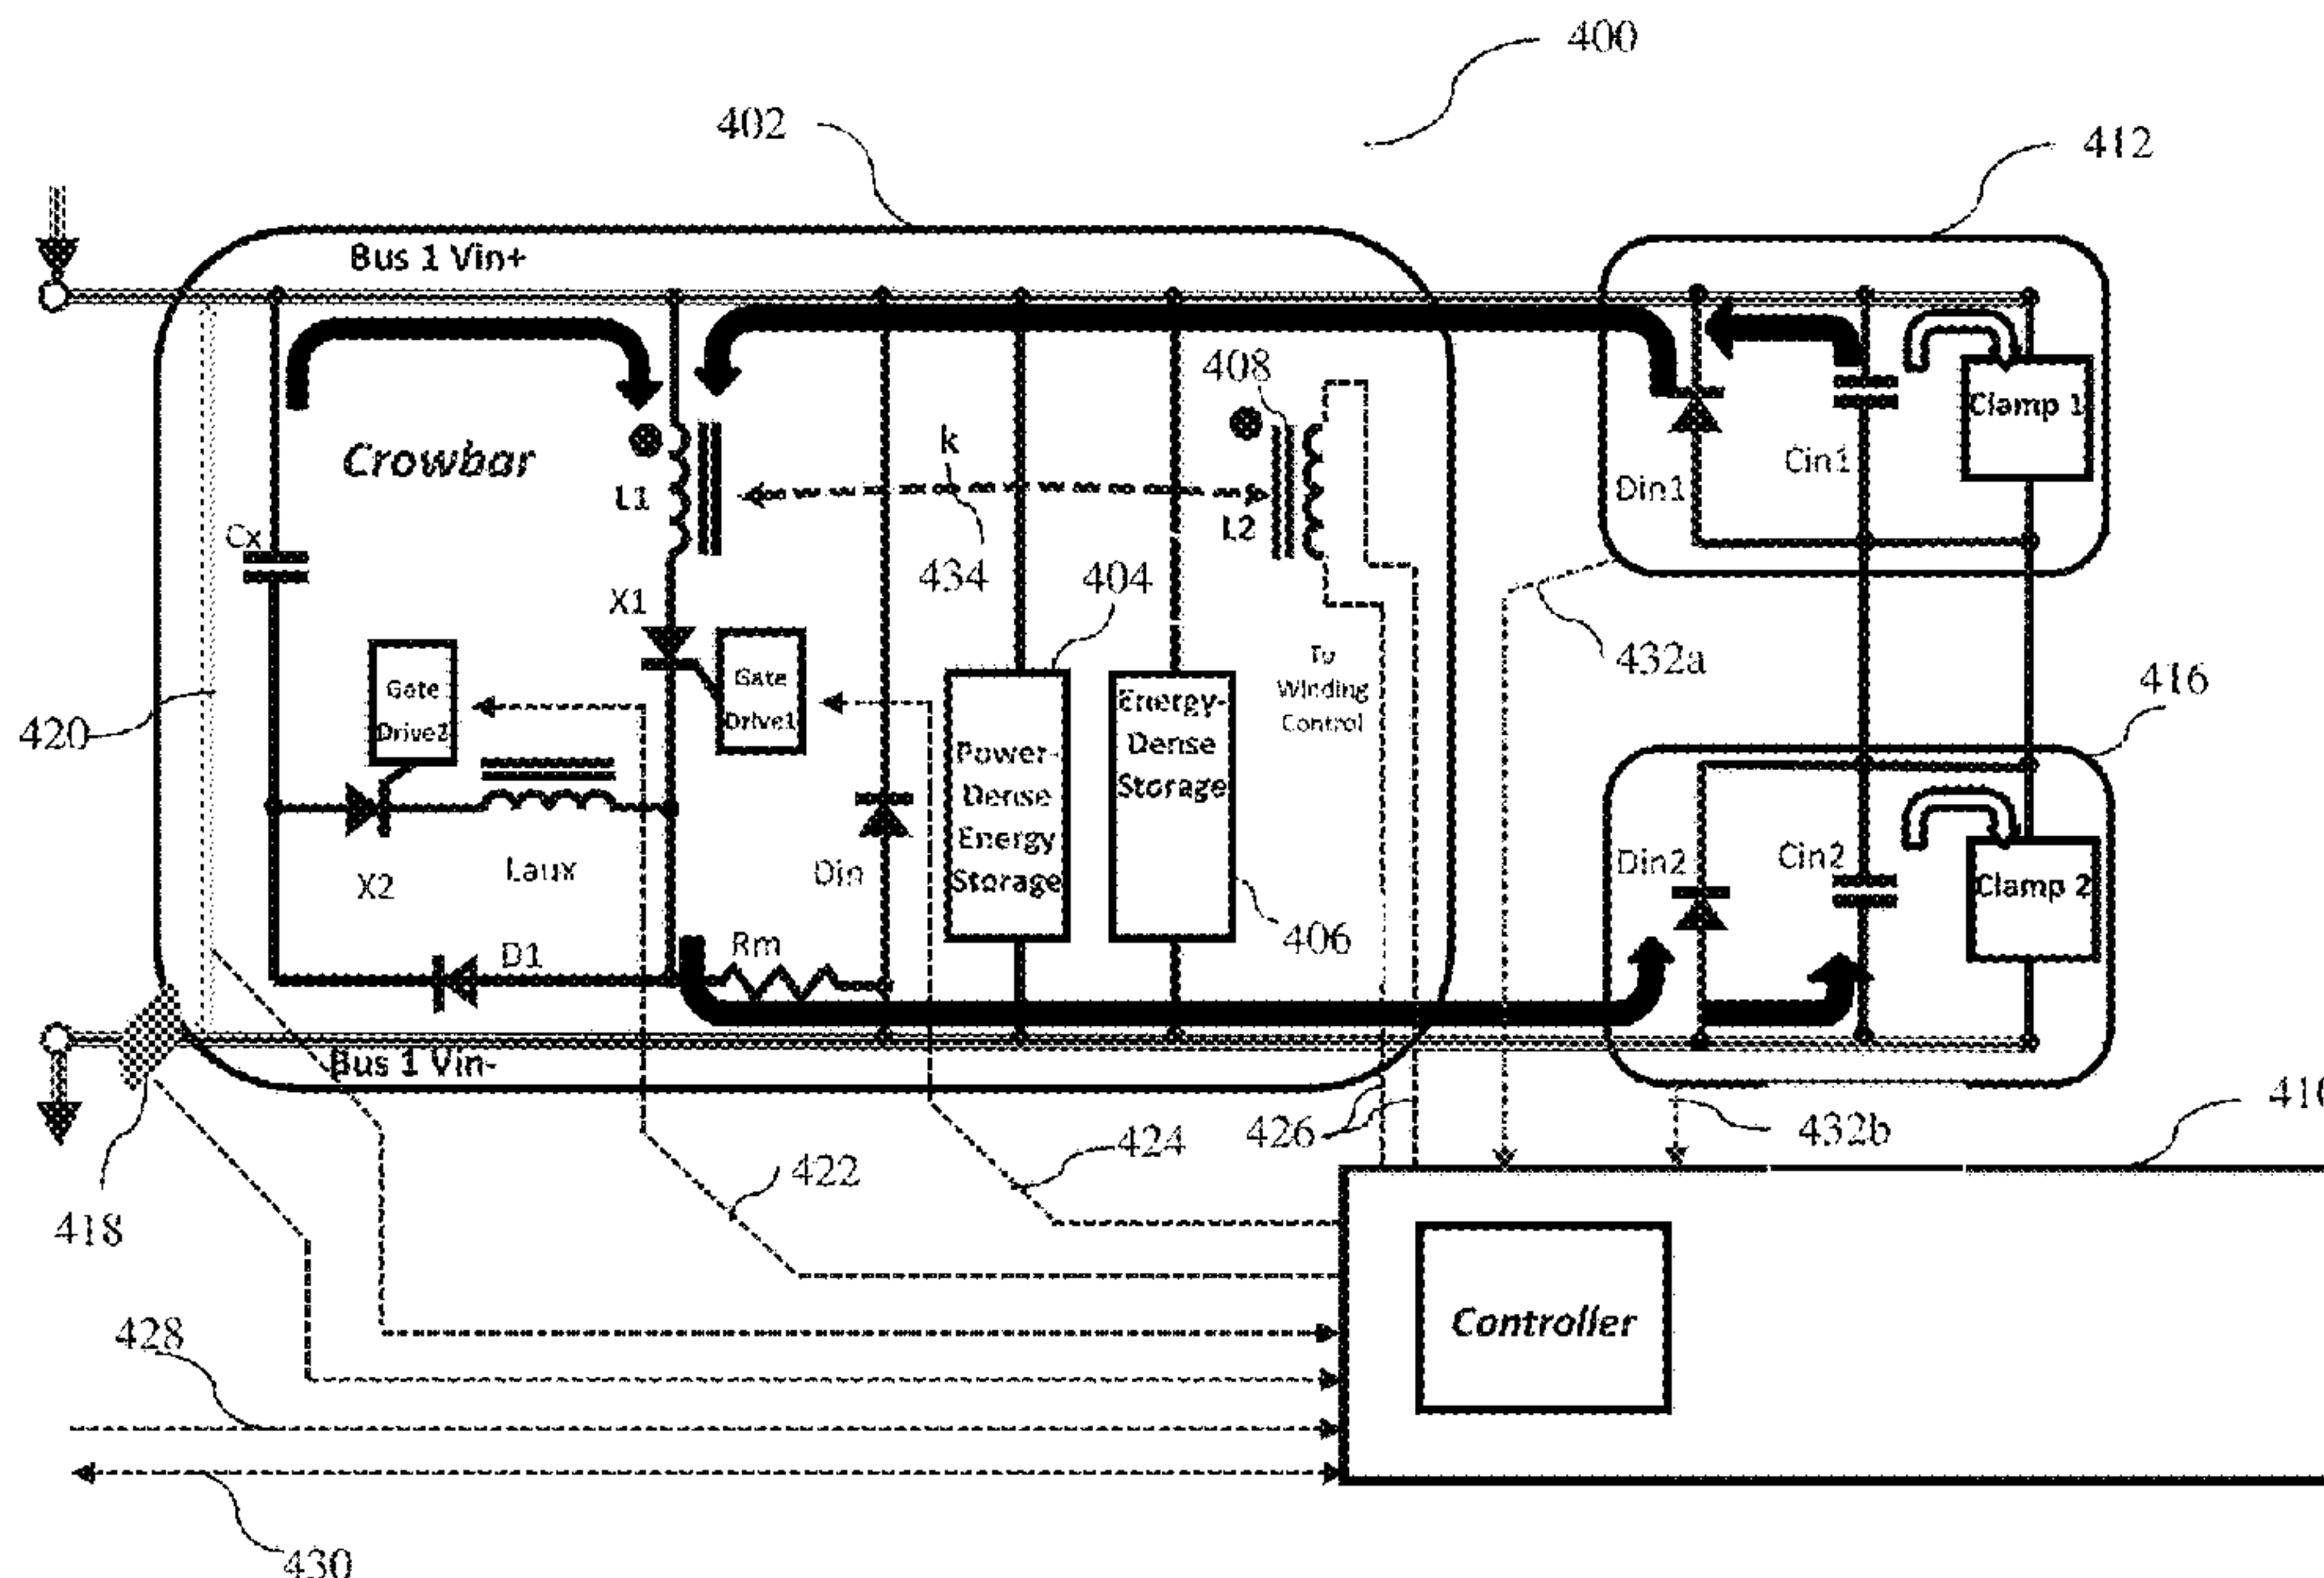 400
402
412
Bus 1 Vin+
408
k
Crowbar
L1
L2
Din1
Cin1
Clamp 1
Cx
434
404
X1
432a
Gate
Drive2
Gate
Drive1
To
Winding
Control
416
420
Energy-
Dense
Storage
Power-
Dense
Energy
Storage
X2
Laux
Din
Din2
Cin2
Clamp 2
406
D1
Rm
Bus 1 Vin-
418
422
424
426
432b
Controller
428
430